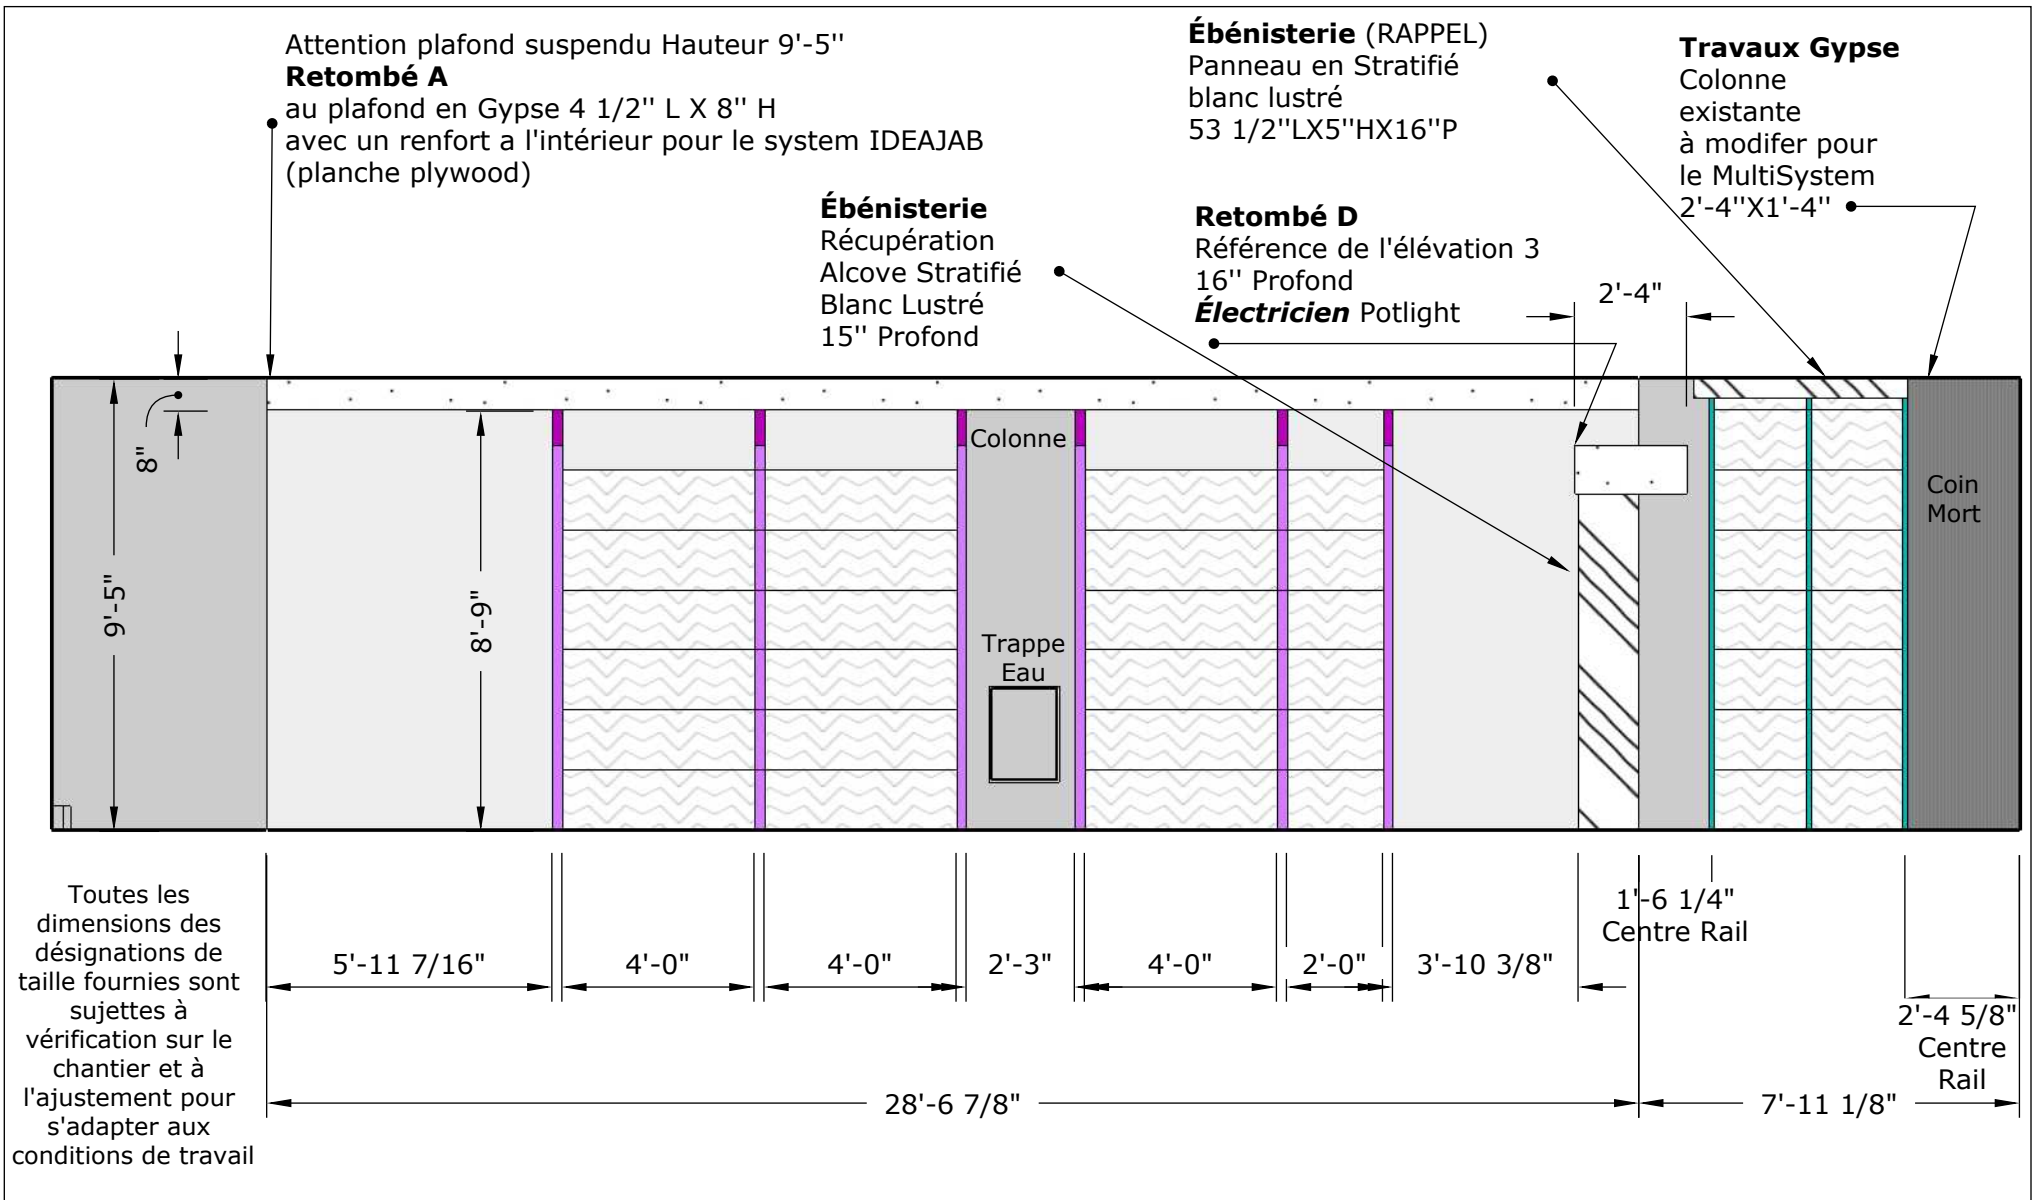 Attention plafond suspendu Hauteur 9'-5''
Retombé A
au plafond en Gypse 4 1/2'' L X 8'' H
avec un renfort a l'intérieur pour le system IDEAJAB
(planche plywood)
Ébénisterie
Récupération
Alcove Stratifié
Blanc Lustré
15'' Profond
Ébénisterie (RAPPEL)
Panneau en Stratifié
blanc lustré
53 1/2''LX5''HX16''P
Retombé D
Référence de l'élévation 3
16'' Profond
Électricien Potlight
2'-4"
Travaux Gypse
Colonne
existante
à modifer pour
le MultiSystem
2'-4''X1'-4''
8"
9'-5"
8'-9"
Colonne
Trappe
Eau
Coin
Mort
Toutes les
dimensions des
désignations de
taille fournies sont
sujettes à
vérification sur le
chantier et à
l'ajustement pour
s'adapter aux
conditions de travail
5'-11 7/16"
4'-0"
4'-0"
2'-3"
4'-0"
2'-0"
3'-10 3/8"
1'-6 1/4"
Centre Rail
2'-4 5/8"
Centre
Rail
28'-6 7/8"
7'-11 1/8"